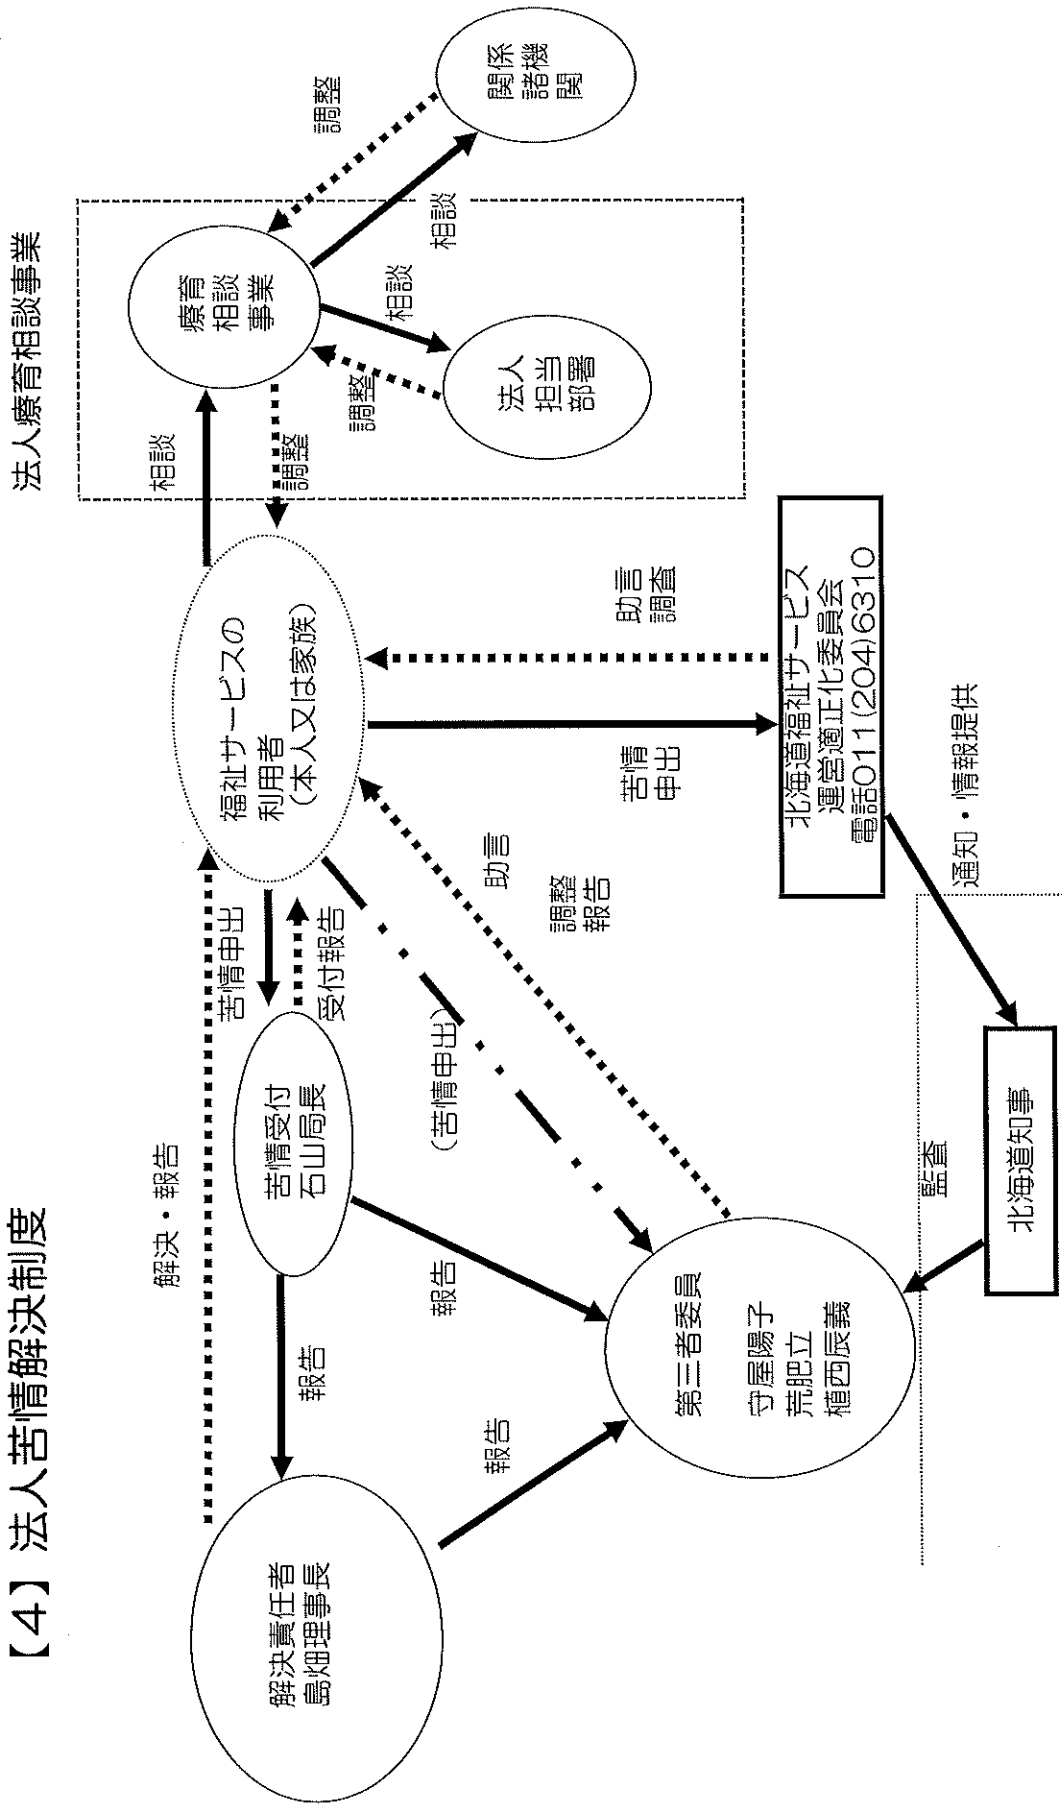 【４】法人苦情解決制度
法人療育相談事業
解決・報告
相談
調整
療育
相談
事業
調整
関係
諸機
関
相談
相談
調整
法人
担当
部署
福祉サービスの
利用者
(本人又は家族)
苦情申出
受付報告
苦情受付
石山局長
解決責任者
島畑理事長
報告
報告
報告
(苦情申出)
助言
調整
報告
苦情
申出
助言
調査
第三者委員
守屋陽子
荒肥立
植西辰義
北海道福祉サービス
運営適正化委員会
電話011(204)6310
通知・情報提供
監査
北海道知事